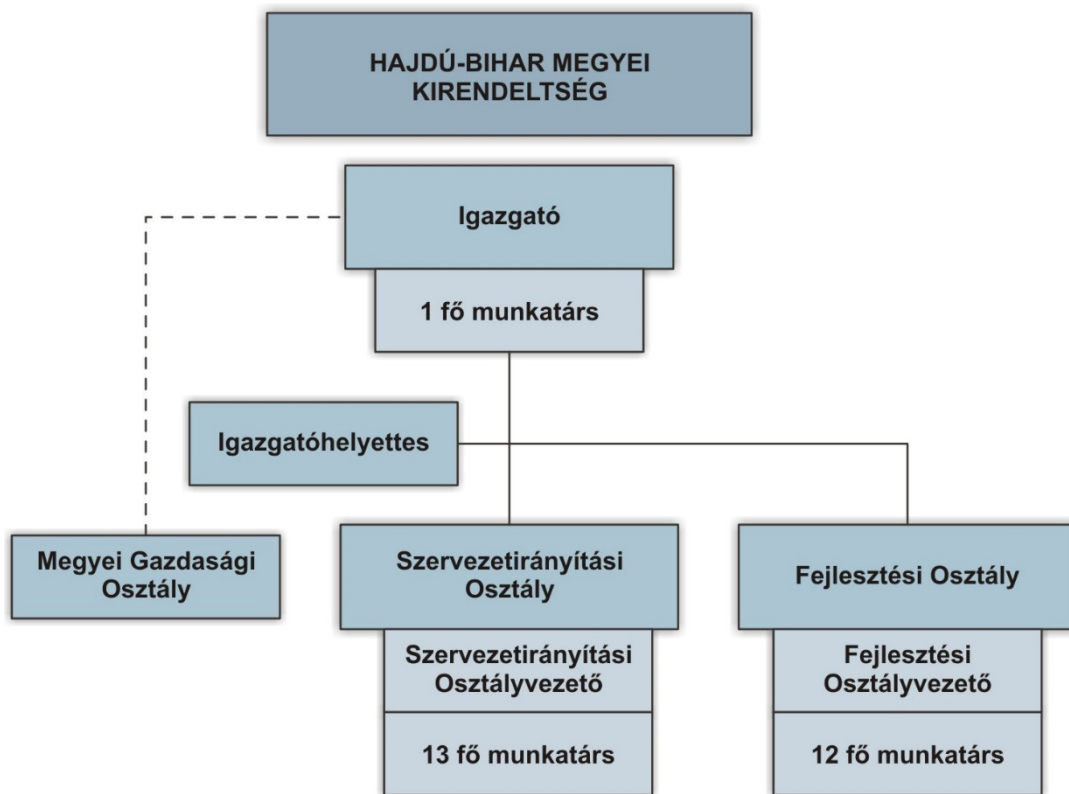 HAJDÚ-BIHAR MEGYEI
KIRENDELTSÉG
Igazgató
1 fő munkatárs
Igazgatóhelyettes
Megyei Gazdasági
Osztály
Szervezetirányítási
Osztály
Fejlesztési Osztály
Szervezetirányítási
Osztályvezető
Fejlesztési
Osztályvezető
13 fő munkatárs
12 fő munkatárs